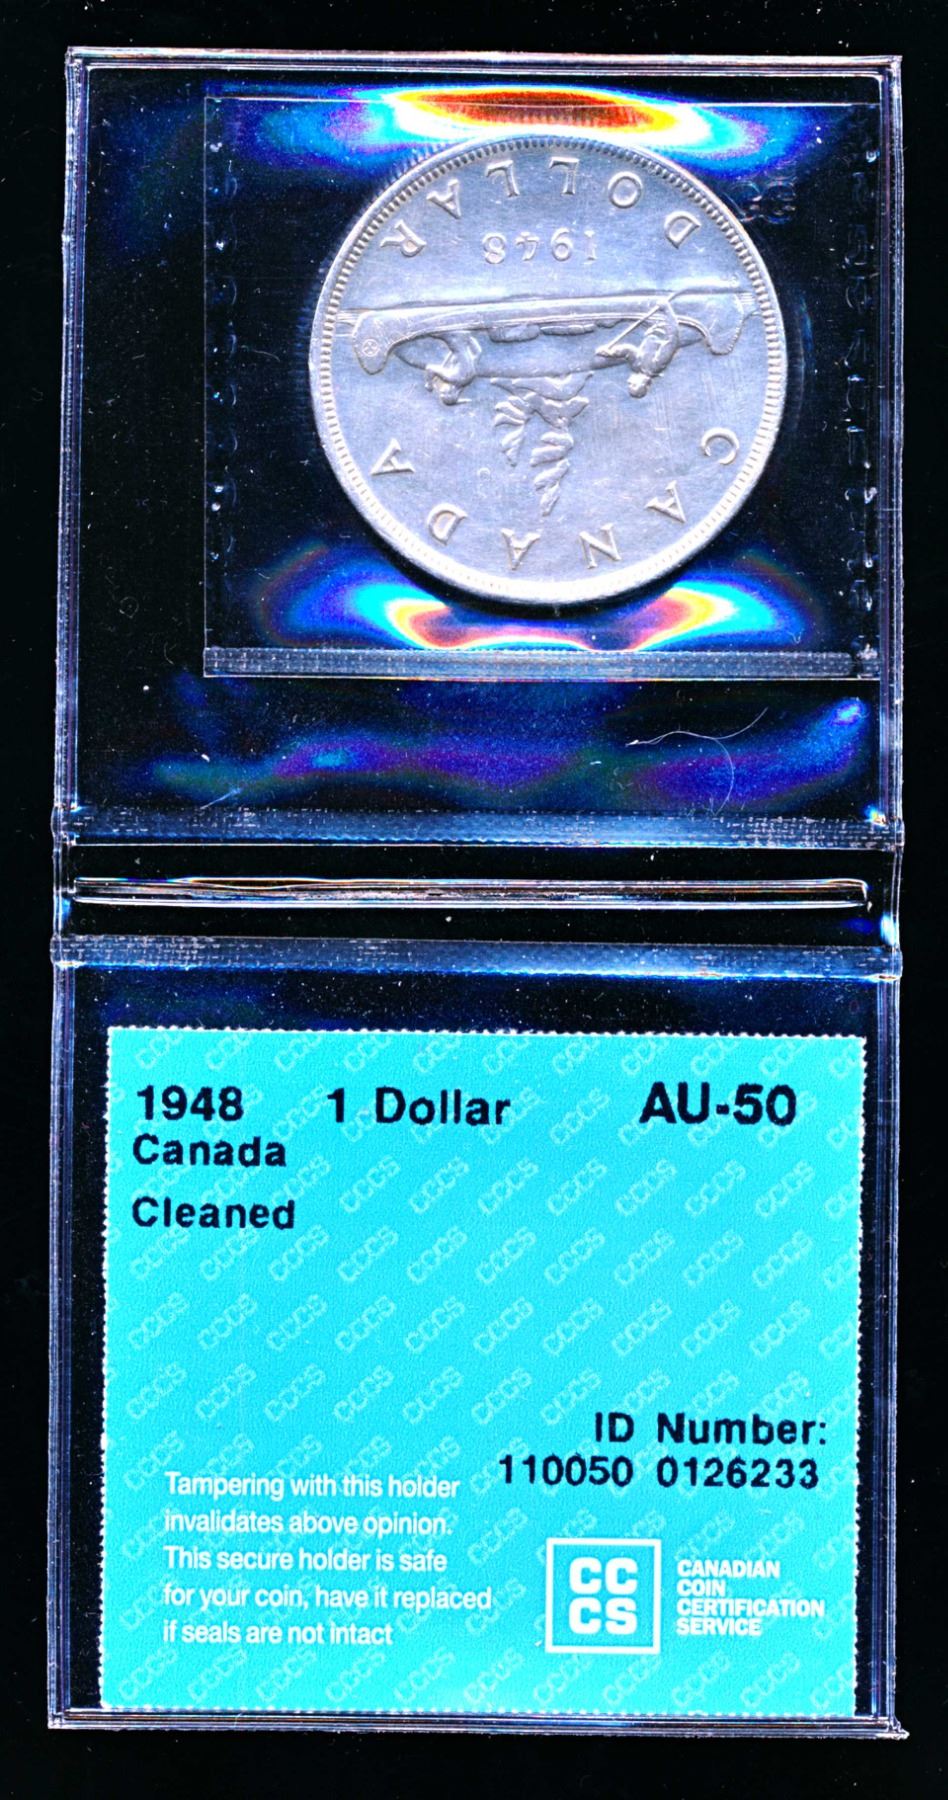 CANADA
1948
DOLLAR
1948 1 Dollar AU-50
Canada
Cleaned
ID Number:
110050 0126233
Tampering with this holder
invalidates above opinion.
This secure holder is safe
for your coin, have it replaced
if seals are not intact
CC
CS
CANADIAN
COIN
CERTIFICATION
SERVICE